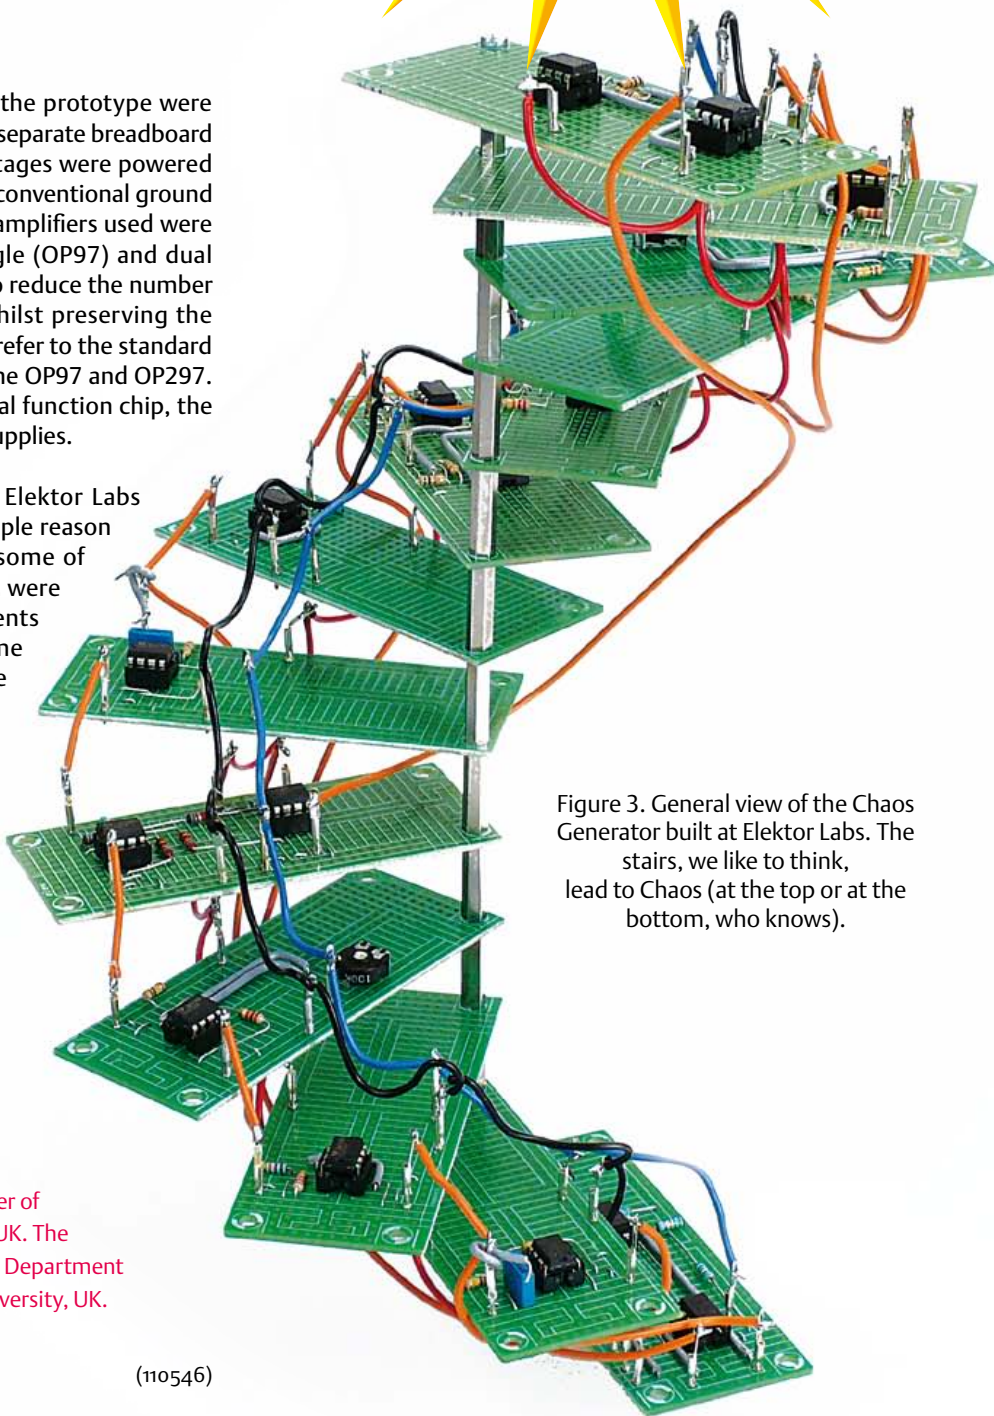 the prototype were
separate breadboard
tages were powered
conventional ground
amplifiers used were
gle (OP97) and dual
o reduce the number
hilst preserving the
refer to the standard
ne OP97 and OP297.
al function chip, the
upplies.
Elektor Labs
ple reason
some of
were
ents
ne
e
Figure 3. General view of the Chaos
Generator built at Elektor Labs. The
stairs, we like to think,
lead to Chaos (at the top or at the
bottom, who knows).
er of
UK. The
Department
versity, UK.
(110546)